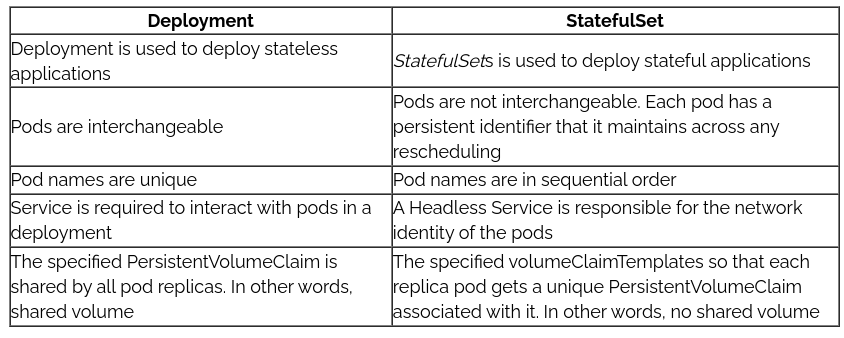 Deployment
StatefulSet
Deployment is used to deploy stateless
applications
StatefulSets is used to deploy stateful applications
Pods are interchangeable
Pods are not interchangeable. Each pod has a
persistent identifier that it maintains across any
rescheduling
Pod names are unique
Pod names are in sequential order
Service is required to interact with pods in a
deployment
A Headless Service is responsible for the network
identity of the pods
The specified PersistentVolumeClaim is
shared by all pod replicas. In other words,
shared volume
The specified volumeClaimTemplates so that each
replica pod gets a unique PersistentVolumeClaim
associated with it. In other words, no shared volume